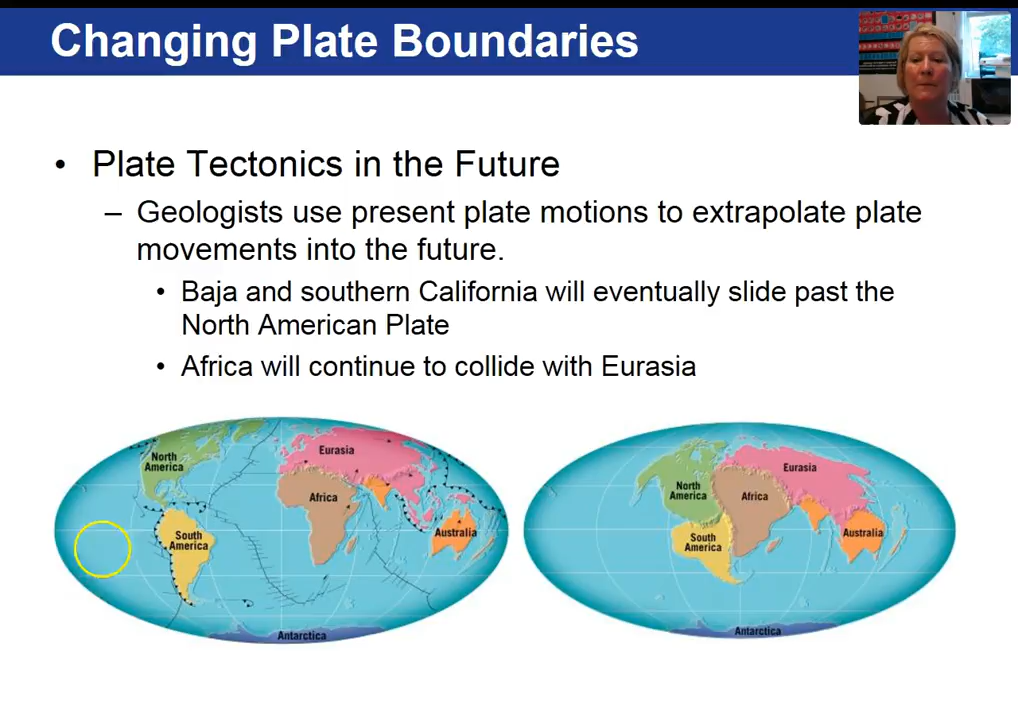 Changing Plate Boundaries
• Plate Tectonics in the Future
– Geologists use present plate motions to extrapolate plate
movements into the future.
• Baja and southern California will eventually slide past the
North American Plate
• Africa will continue to collide with Eurasia
North
America
Eurasia
Africa
South
America
Australia
Antarctica
Eurasia
North
America
Africa
South
America
Australia
Antarctica